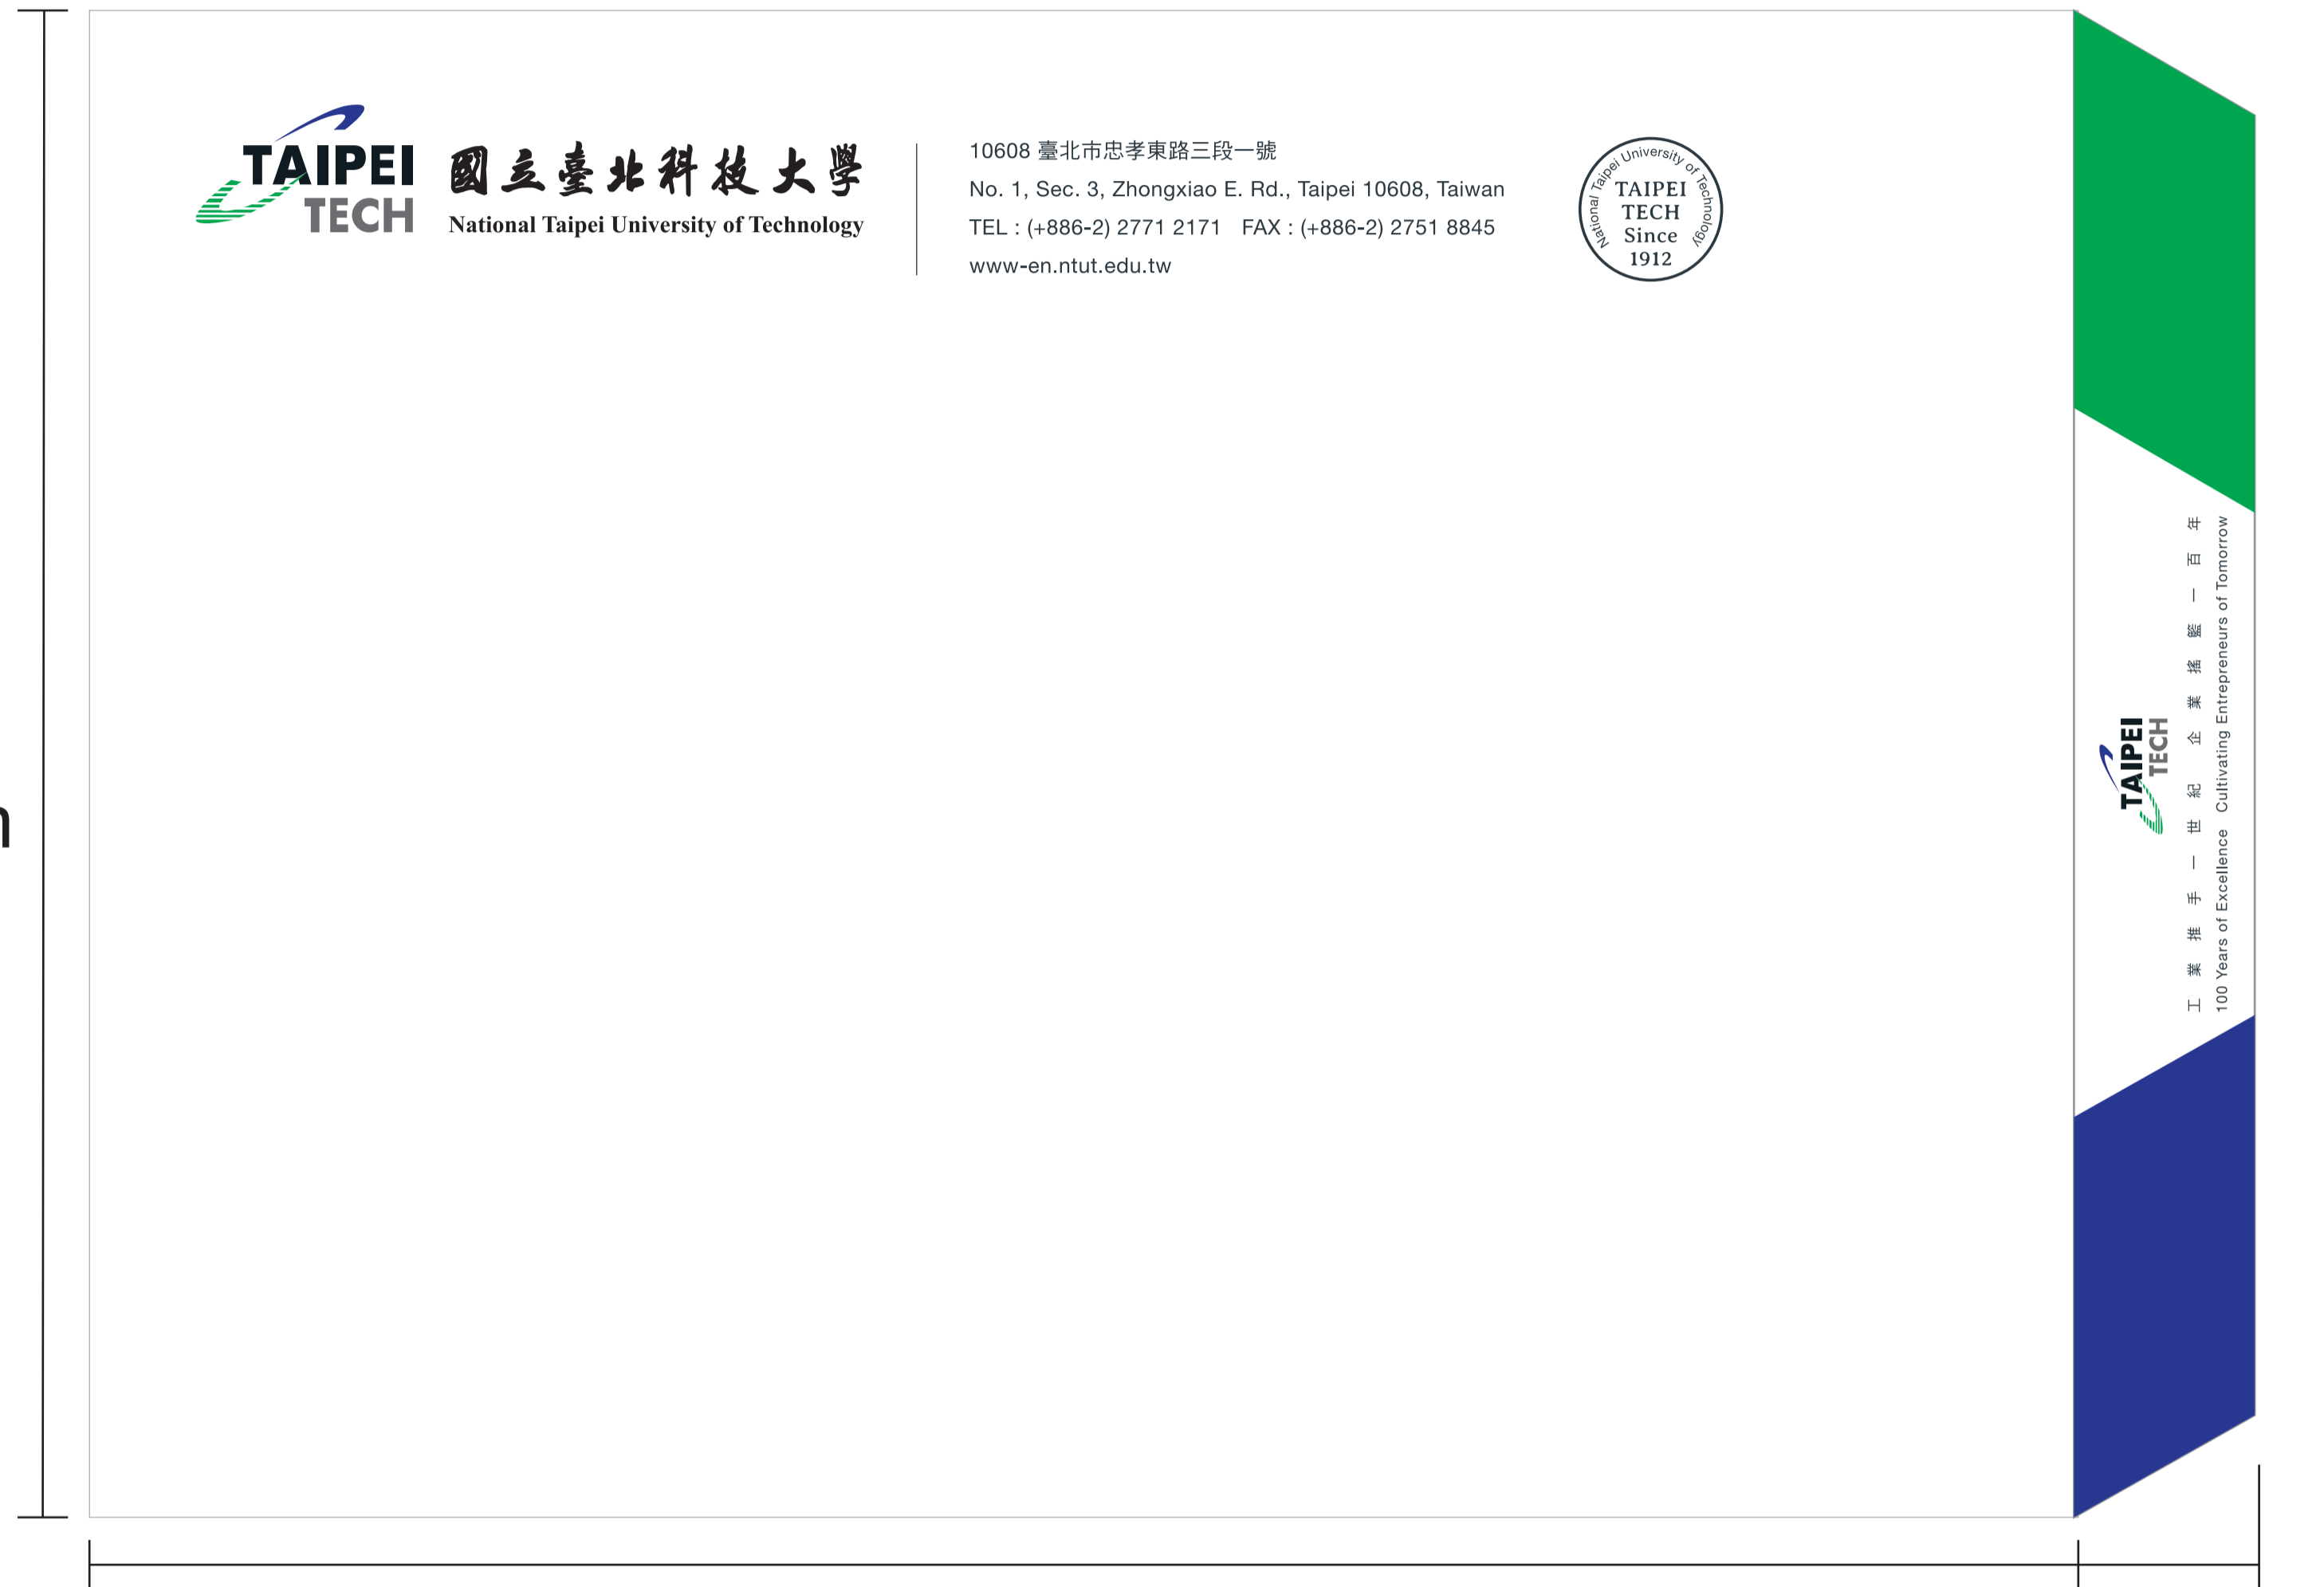 TAIPEI
TECH
國立臺北科技大學
National Taipei University of Technology
10608 臺北市忠孝東路三段一號
No. 1, Sec. 3, Zhongxiao E. Rd., Taipei 10608, Taiwan
TEL : (+886-2) 2771 2171 FAX : (+886-2) 2751 8845
www-en.ntut.edu.tw
National Taipei University of Technology
TAIPEI
TECH
Since
1912
TAIPEI
TECH
工業推手一世紀 企業搖籃一百年
100 Years of Excellence Cultivating Entrepreneurs of Tomorrow